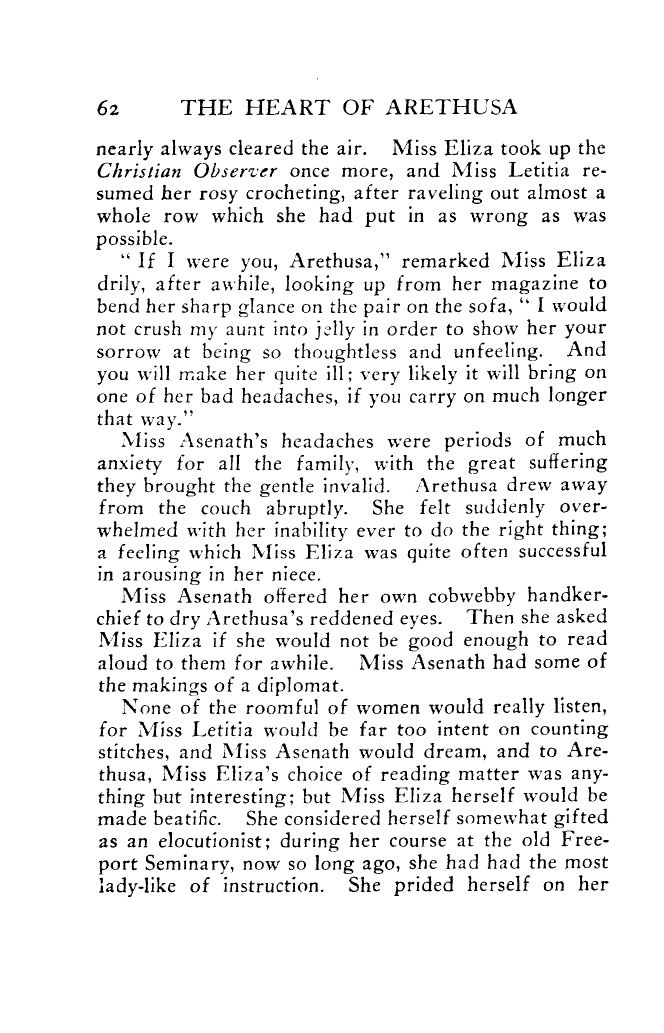 62 THE HEART OF ARETHUSA
nearly always cleared the air. Miss Eliza took up the
Christian Observer once more, and Miss Letitia re-
sumed her rosy crocheting, after raveling out almost a
whole row which she had put in as wrong as was
possible.
" If I were you, Arethusa," remarked Miss Eliza
drily, after awhile, looking up from her magazine to
bend her sharp glance on the pair on the sofa, " I would
not crush my aunt into jelly in order to show her your
sorrow at being so thoughtless and unfeeling. And
you will make her quite ill; very likely it will bring on
one of her bad headaches, if you carry on much longer
that way."
Miss Asenath's headaches were periods of much
anxiety for all the family, with the great suffering
they brought the gentle invalid. Arethusa drew away
from the couch abruptly. She felt suddenly over-
whelmed with her inability ever to do the right thing;
a feeling which Miss Eliza was quite often successful
in arousing in her niece.
Miss Asenath offered her own cobwebby handker-
chief to dry Arethusa's reddened eyes. Then she asked
Miss Eliza if she would not be good enough to read
aloud to them for awhile. Miss Asenath had some of
the makings of a diplomat.
None of the roomful of women would really listen,
for Miss Letitia would be far too intent on counting
stitches, and Miss Asenath would dream, and to Are-
thusa, Miss Eliza's choice of reading matter was any-
thing but interesting; but Miss Eliza herself would be
made beatific. She considered herself somewhat gifted
as an elocutionist; during her course at the old Free-
port Seminary, now so long ago, she had had the most
lady-like of instruction. She prided herself on her